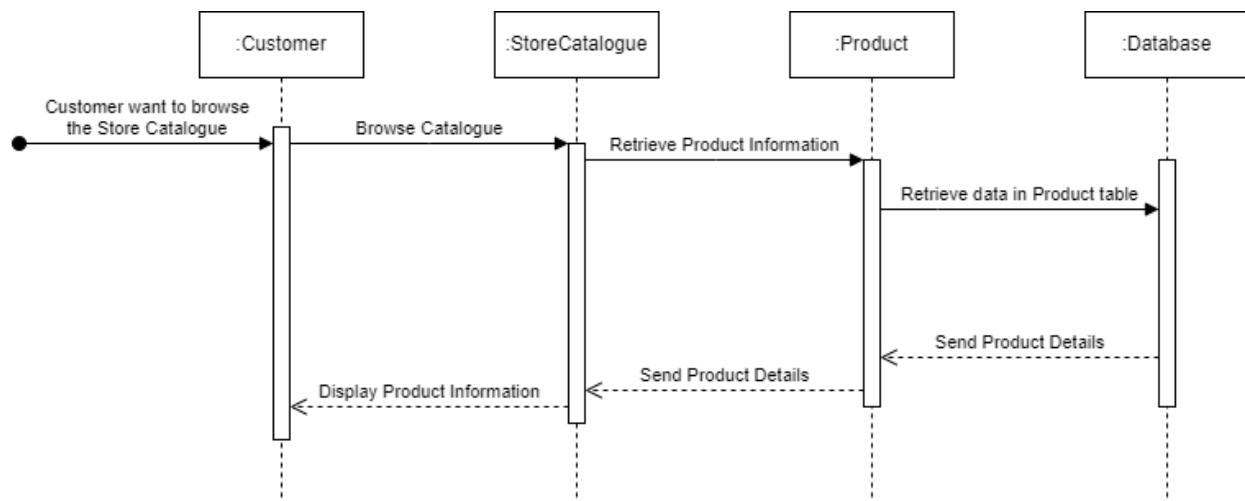 :Customer
:StoreCatalogue
:Product
:Database
Customer want to browse
the Store Catalogue
Browse Catalogue
Retrieve Product Information
Retrieve data in Product table
Send Product Details
Send Product Details
Display Product Information